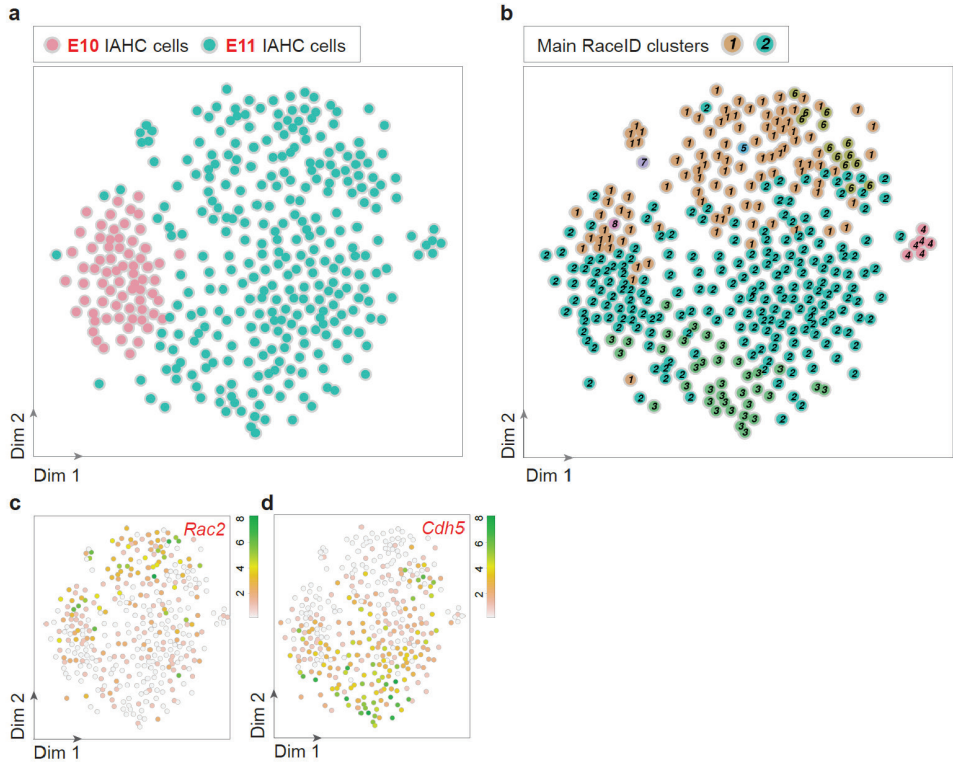 a
E10 IAHC cells E11 IAHC cells
Dim 2
Dim 1
b
Main RaceID clusters 1 2
Dim 2
Dim 1
c
Rac2
8
6
4
2
Dim 2
Dim 1
d
Cdh5
8
6
4
2
Dim 2
Dim 1